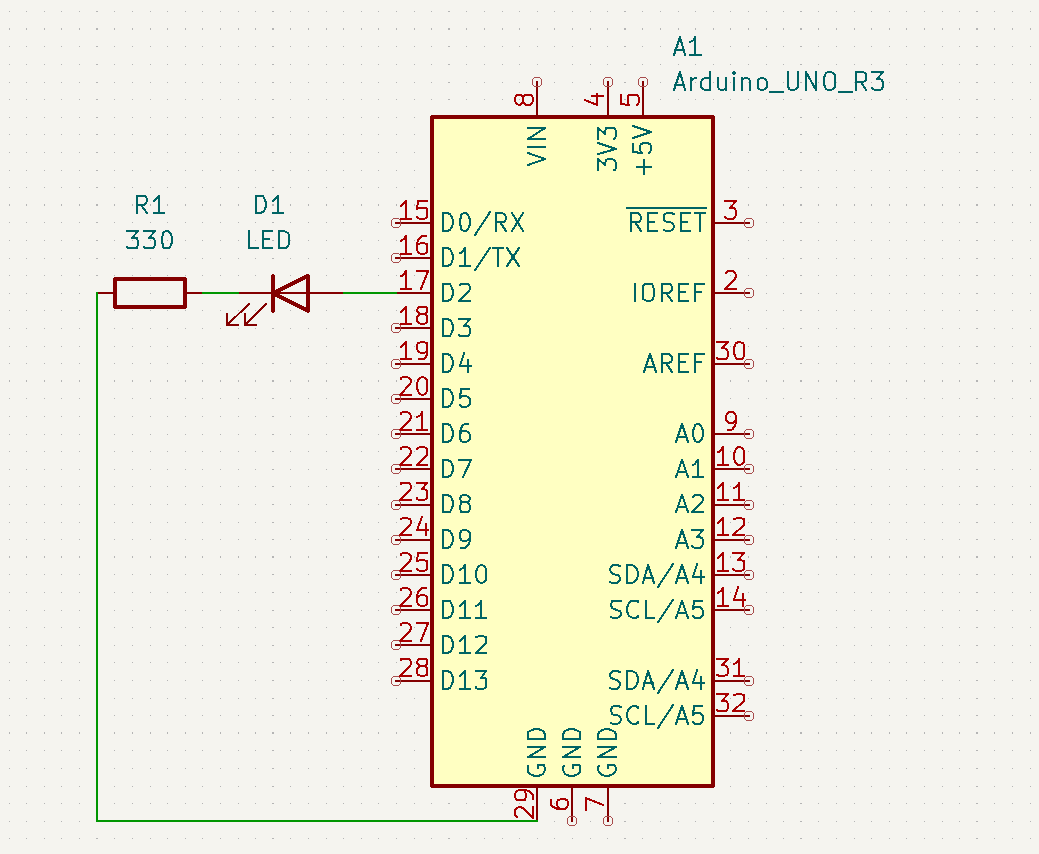 A1
Arduino_UNO_R3
8
4
5
VIN
3V3
+5V
R1
330
D1
LED
15
D0/RX
RESET
3
16
D1/TX
17
D2
IOREF
2
18
D3
19
D4
AREF
30
20
D5
21
D6
A0
9
22
D7
A1
10
23
D8
A2
11
24
D9
A3
12
25
D10
SDA/A4
13
26
D11
SCL/A5
14
27
D12
28
D13
SDA/A4
31
SCL/A5
32
GND
GND
GND
29
6
7